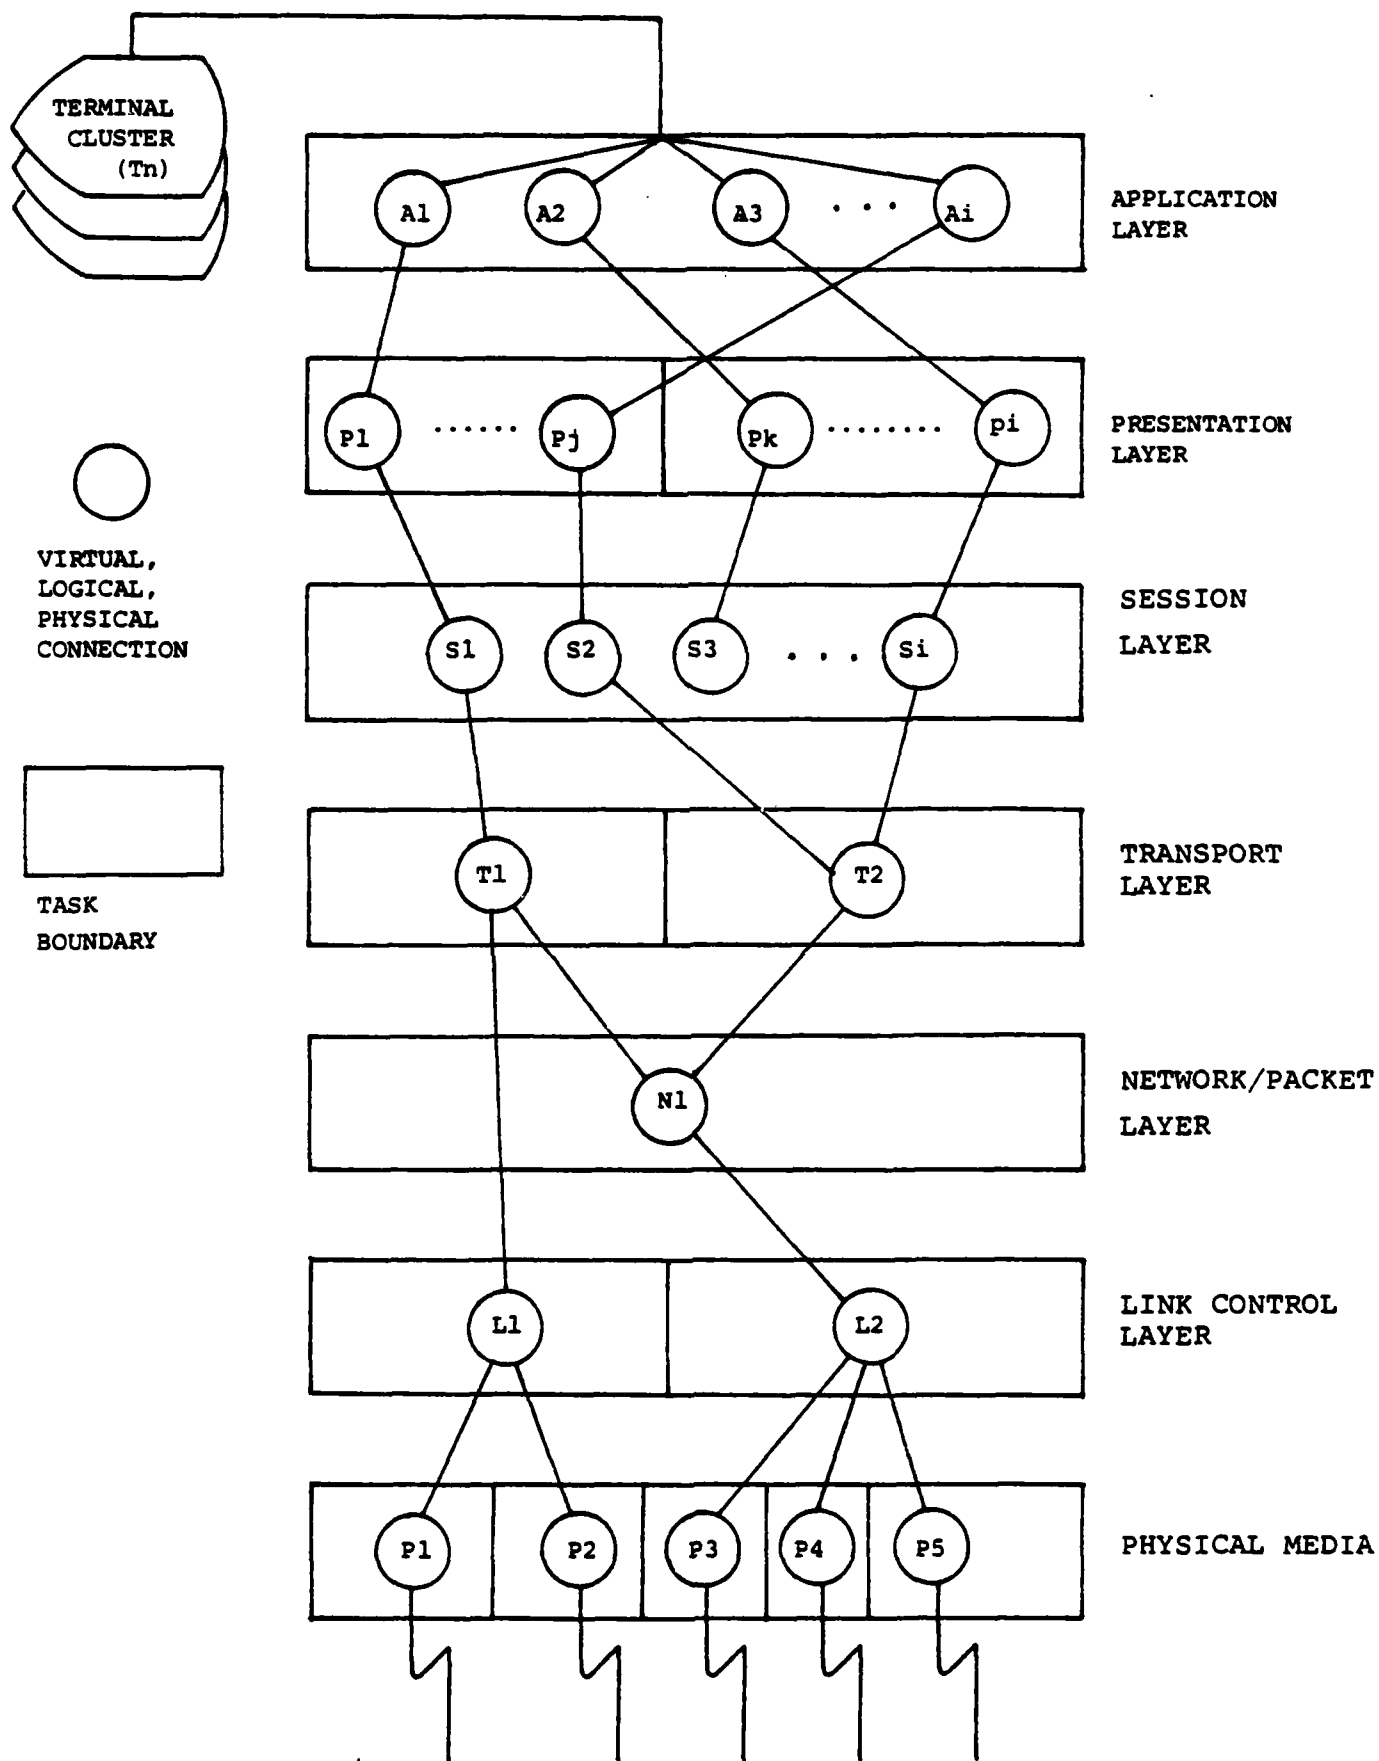 TERMINAL
CLUSTER
(Tn)
A1 A2 A3 . . . Ai
APPLICATION
LAYER
P1 ...... Pj Pk ........ pi
PRESENTATION
LAYER
VIRTUAL,
LOGICAL,
PHYSICAL
CONNECTION
S1 S2 S3 . . . Si
SESSION
LAYER
T1 T2
TRANSPORT
LAYER
TASK
BOUNDARY
N1
NETWORK/PACKET
LAYER
L1 L2
LINK CONTROL
LAYER
P1 P2 P3 P4 P5
PHYSICAL MEDIA